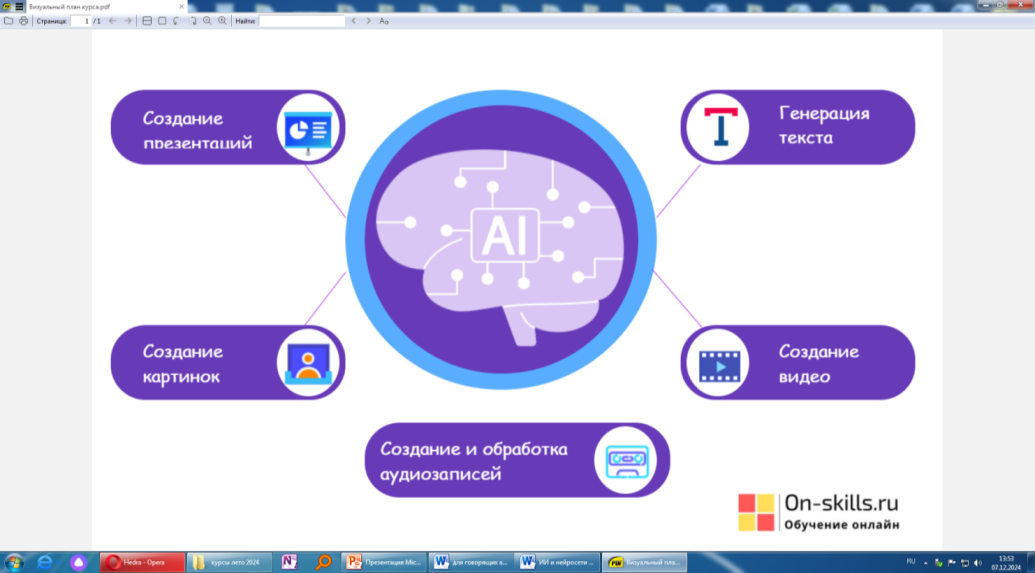 Визуальный план курса.pdf
Страница: 1 / 1
Найти:
Aa
Создание
презентаций
Генерация
текста
AI
Создание
картинок
Создание
видео
Создание и обработка
аудиозаписей
On-skills.ru
Обучение онлайн
Hedra - Opera
курсы лето 2024
Презентация Mic...
для говорящих а...
ИИ и нейросети ...
Визуальный пла...
RU
13:53
07.12.2024